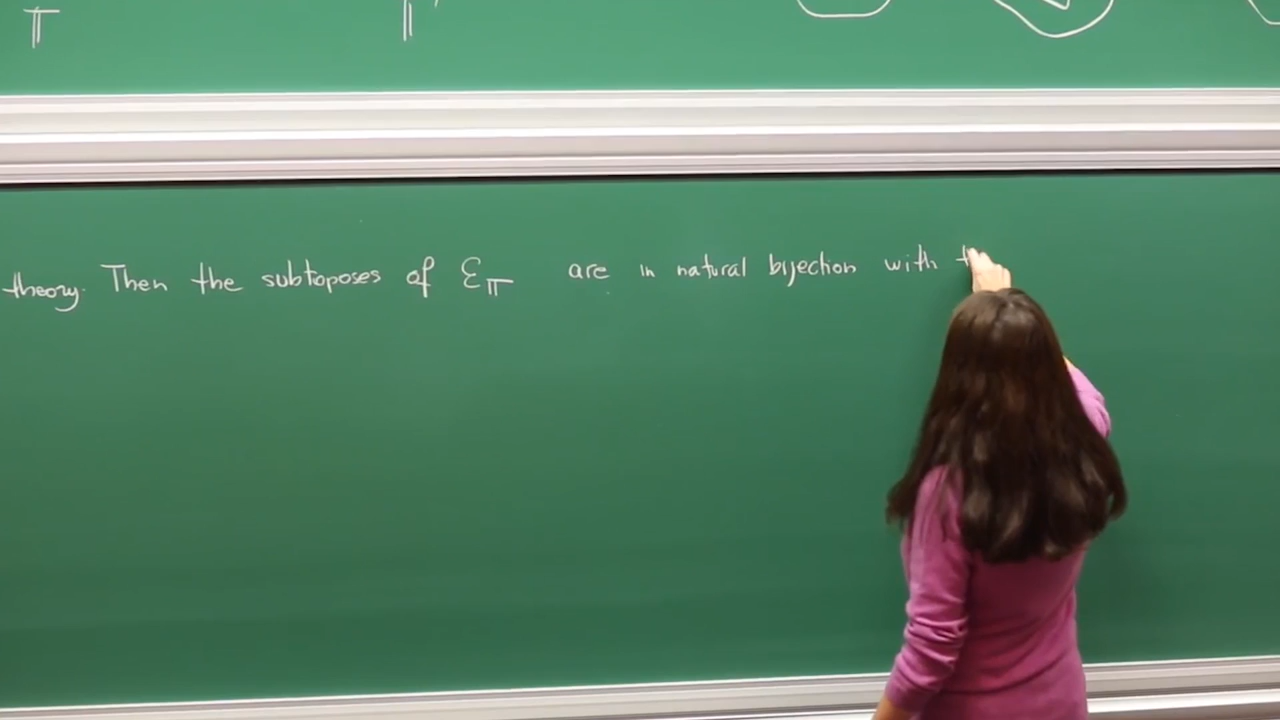 𝕋 𝕋'
theory. Then the subtoposes of ℰ_𝕋 are in natural bijection with t